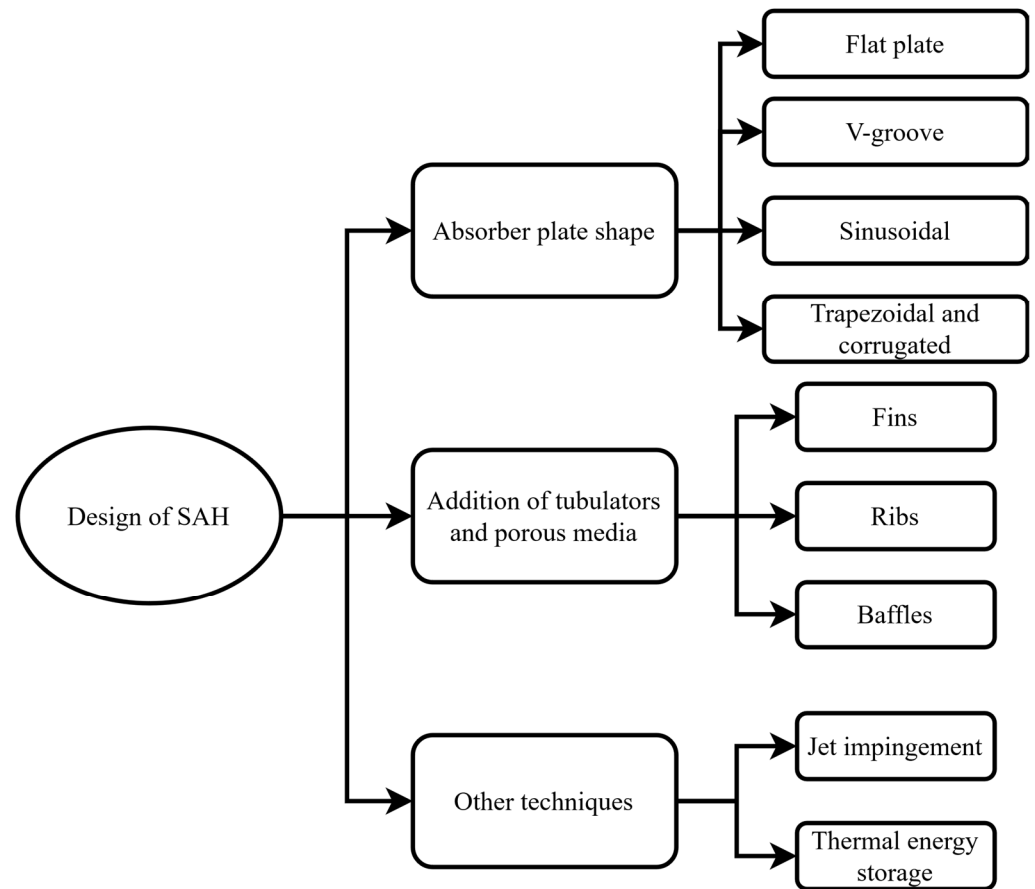 Design of SAH
Absorber plate shape
Flat plate
V-groove
Sinusoidal
Trapezoidal and
corrugated
Addition of tubulators
and porous media
Fins
Ribs
Baffles
Other techniques
Jet impingement
Thermal energy
storage